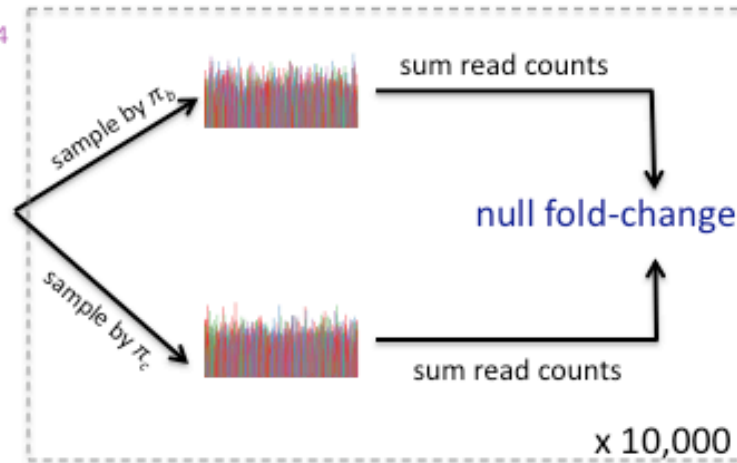 4
sample by π_b
sum read counts
null fold-change
sample by π_c
sum read counts
x 10,000